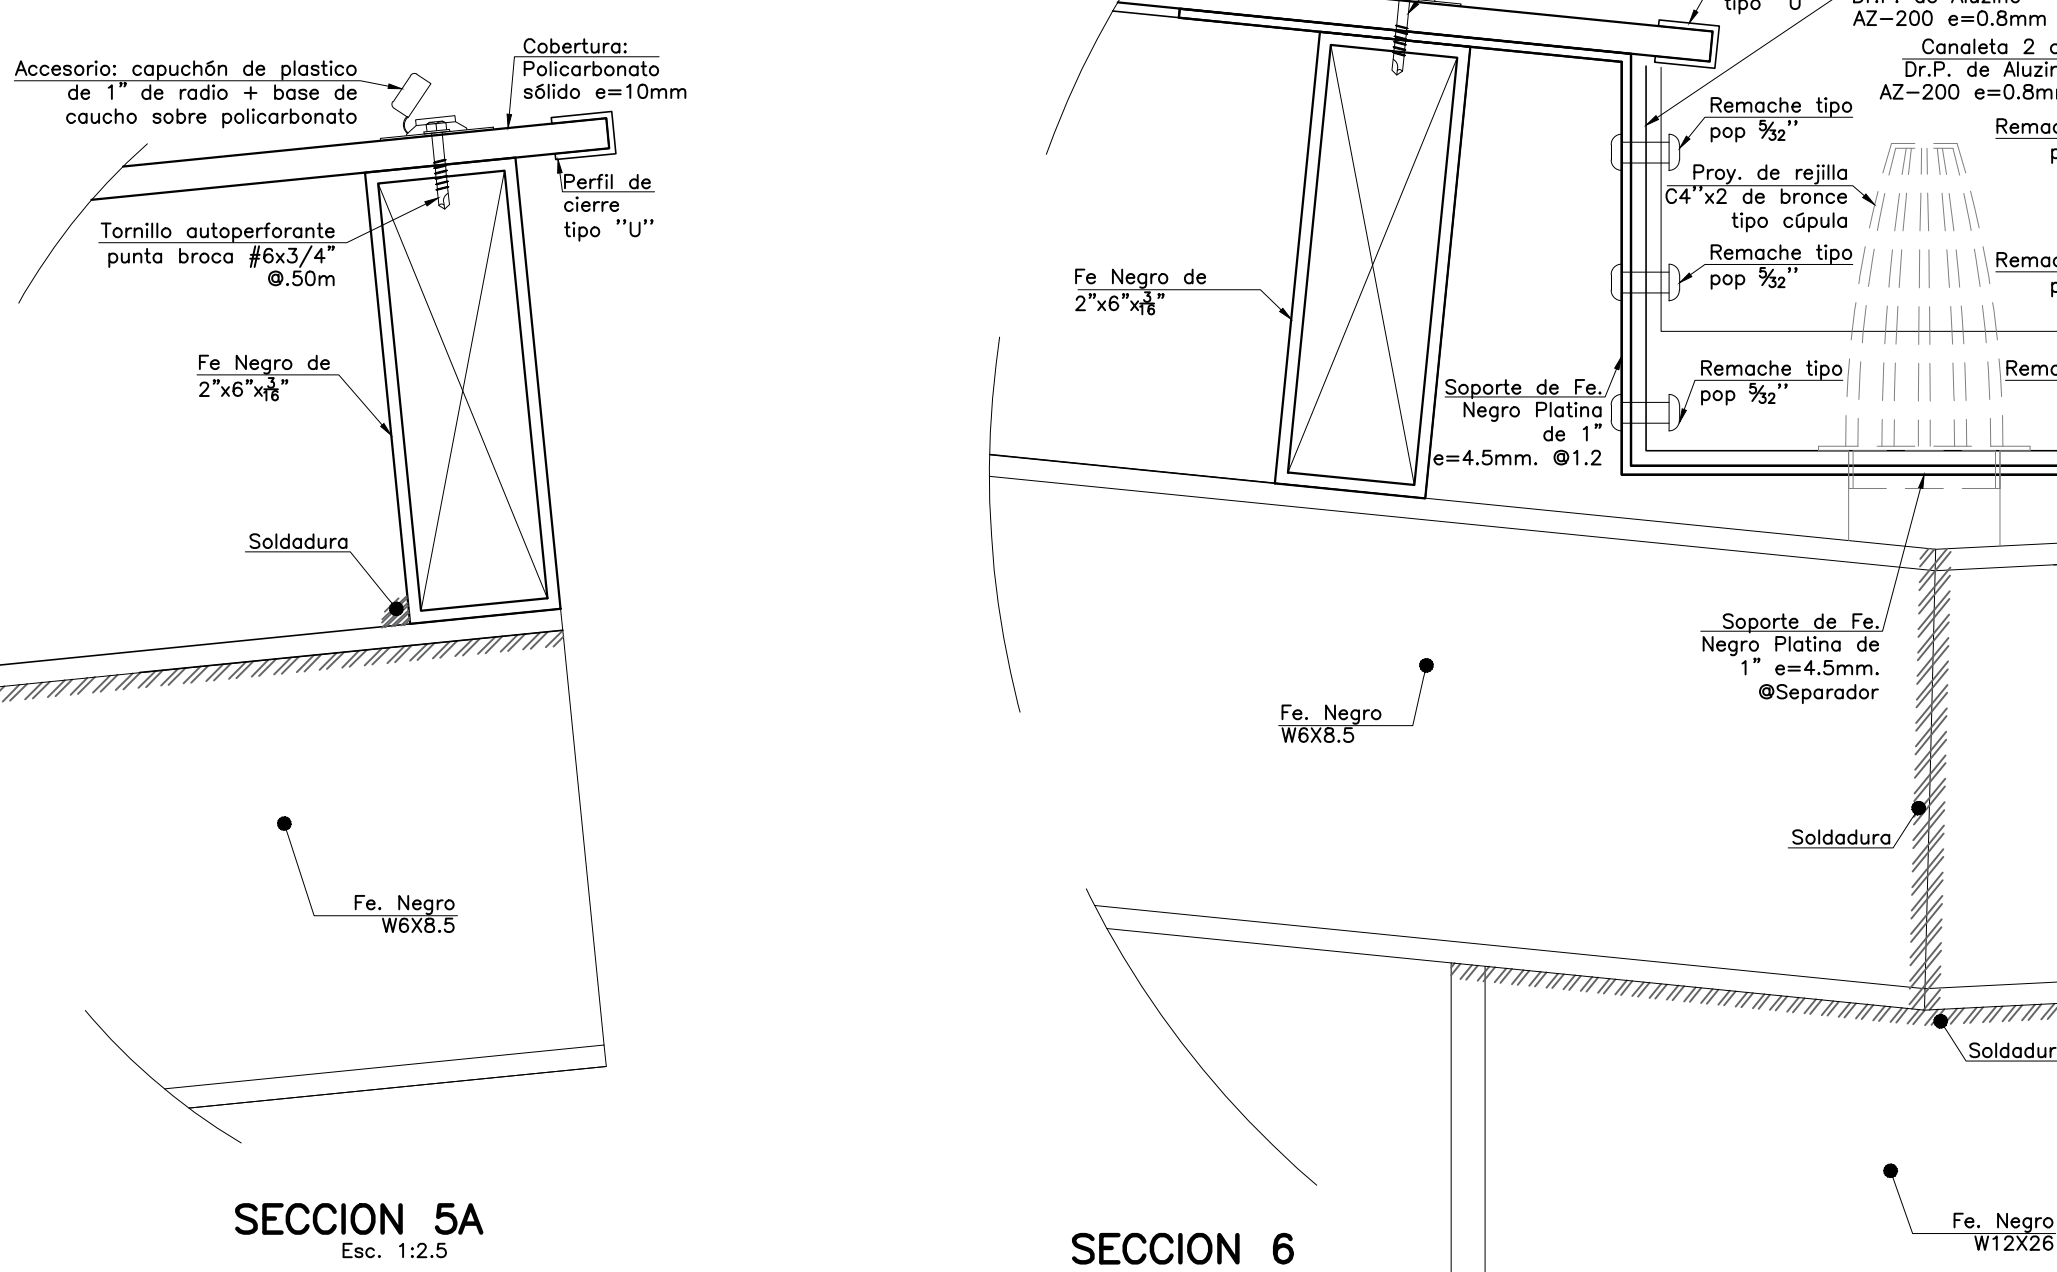 Accesorio: capuchón de plastico
de 1" de radio + base de
caucho sobre policarbonato
Cobertura:
Policarbonato
sólido e=10mm
Perfil de
cierre
tipo ''U''
Tornillo autoperforante
punta broca #6x3/4"
@.50m
Fe Negro de
2"x6"x3/16"
Soldadura
Fe. Negro
W6X8.5
SECCION 5A
Esc. 1:2.5
tipo U
AZ-200 e=0.8mm
Canaleta 2
Dr.P. de
AZ-200
Remache tipo
pop 5/32''
Proy. de rejilla
C4''x2 de bronce
tipo cúpula
Remache tipo
pop 5/32''
Fe Negro de
2"x6"x3/16"
Remache tipo
pop 5/32''
Soporte de Fe.
Negro Platina
de 1"
e=4.5mm. @1.2
Soporte de Fe.
Negro Platina de
1" e=4.5mm.
@Separador
Fe. Negro
W6X8.5
Soldadura
Fe. Negro
W12X26
SECCION 6